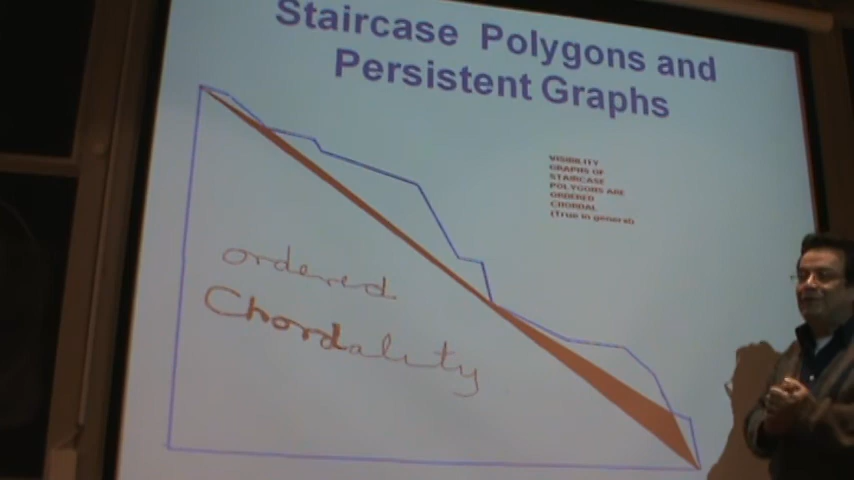 Staircase Polygons and
Persistent Graphs
VISIBILITY
GRAPHS OF
STAIRCASE
POLYGONS ARE
ORDERED
CHORDAL
(True in general)
ordered
Chordality